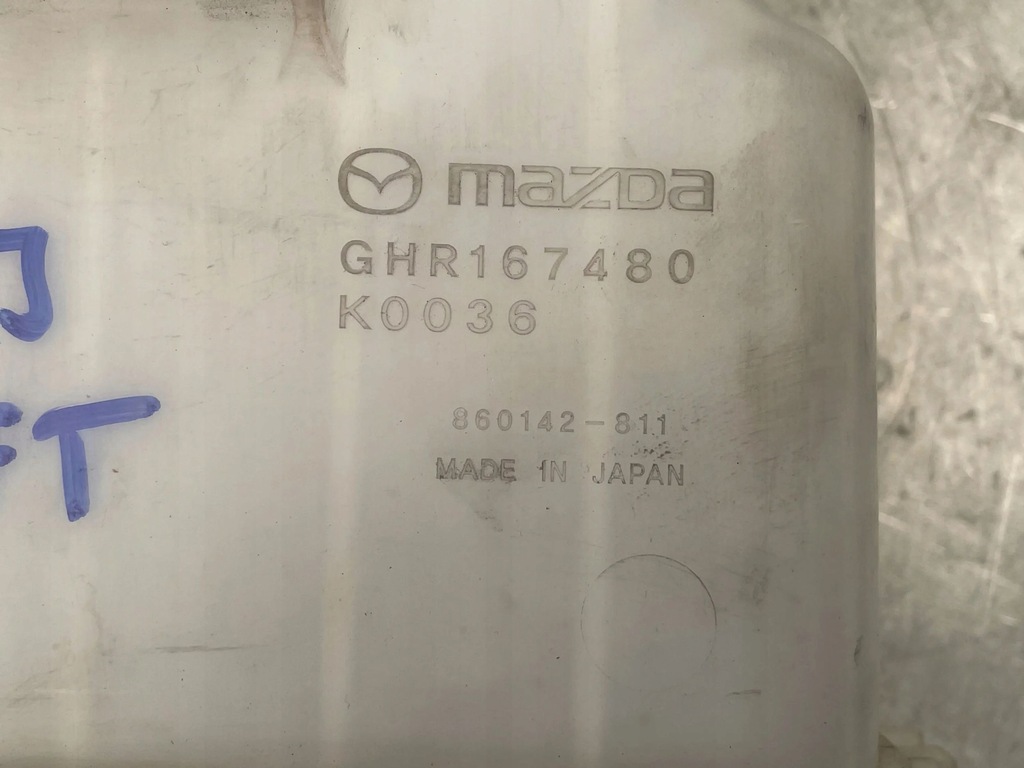 mazda
GHR167480
K0036
860142-811
MADE IN JAPAN